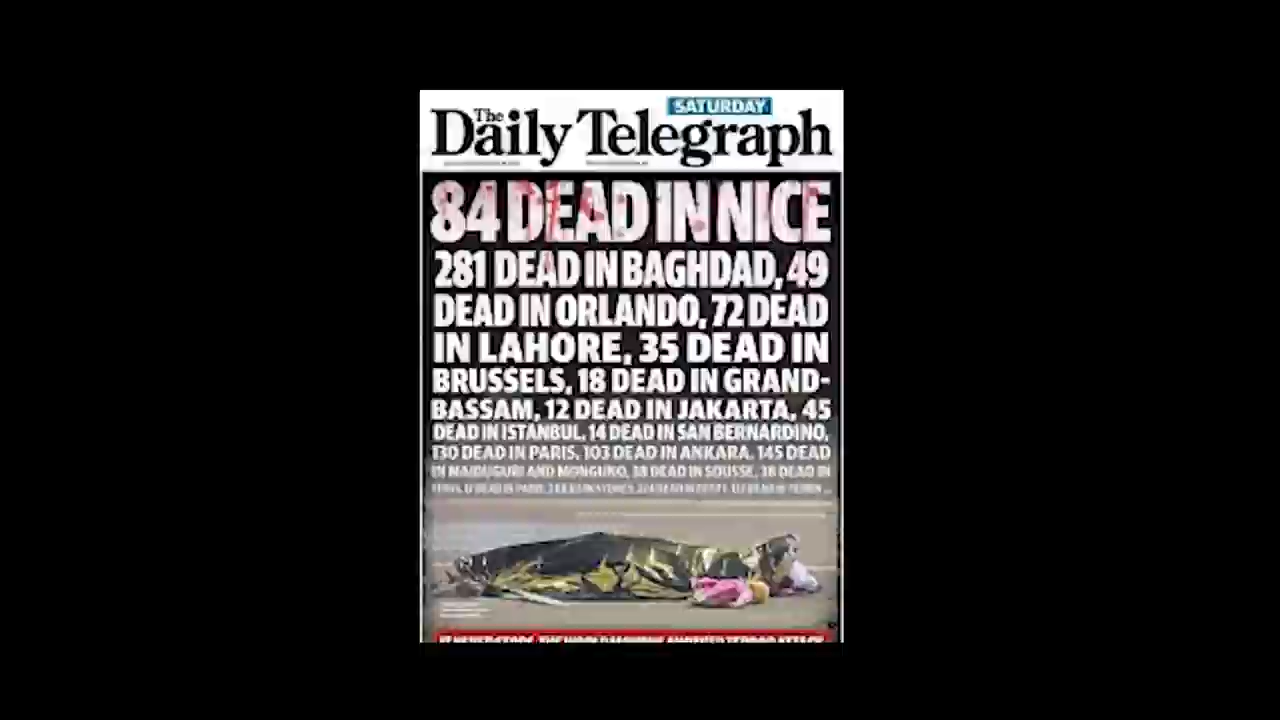 SATURDAY
The
Daily Telegraph
84 DEAD IN NICE
281 DEAD IN BAGHDAD, 49
DEAD IN ORLANDO, 72 DEAD
IN LAHORE, 35 DEAD IN
BRUSSELS, 18 DEAD IN GRAND-
BASSAM, 12 DEAD IN JAKARTA, 45
DEAD IN ISTANBUL, 14 DEAD IN SAN BERNARDINO,
130 DEAD IN PARIS, 103 DEAD IN ANKARA, 145 DEAD
IN MAIDUGURI AND MONGUNO, 38 DEAD IN SOUSSE, 38 DEAD IN